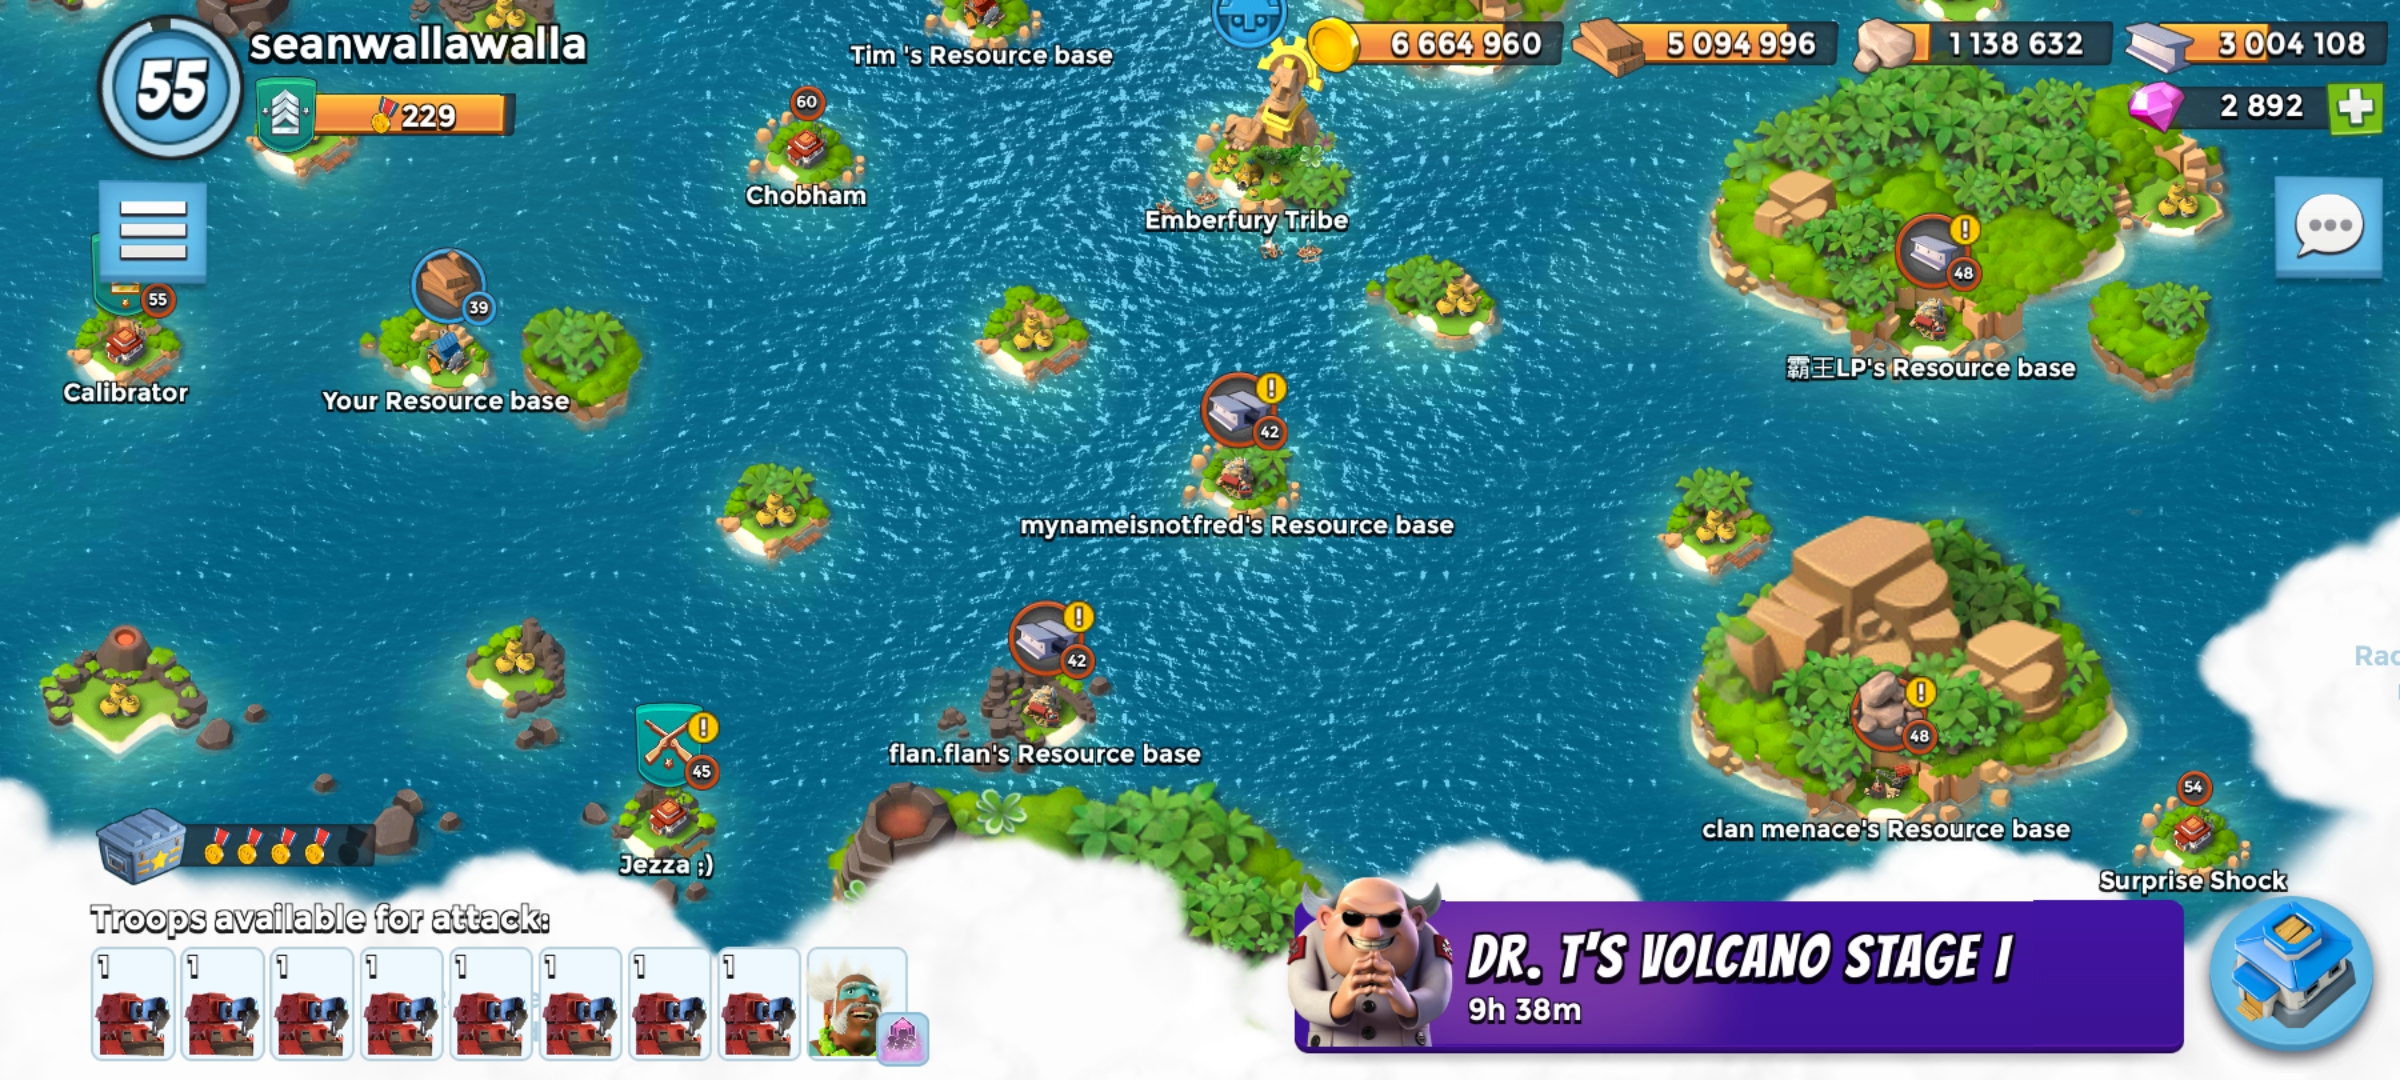 55
seanwallawalla
229
Tim 's Resource base
6 664 960
5 094 996
1 138 632
3 004 108
2 892
60
Chobham
Emberfury Tribe
55
Calibrator
39
Your Resource base
48
霸王LP's Resource base
42
mynameisnotfred's Resource base
42
flan.flan's Resource base
45
Jezza ;)
48
clan menace's Resource base
54
Surprise Shock
Troops available for attack:
1 1 1 1 1 1 1 1
DR. T'S VOLCANO STAGE I
9h 38m